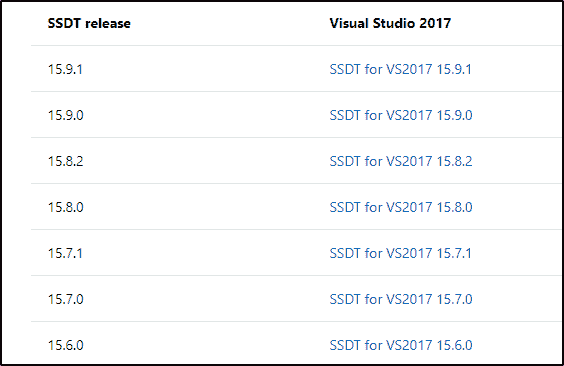 SSDT release Visual Studio 2017
15.9.1 SSDT for VS2017 15.9.1
15.9.0 SSDT for VS2017 15.9.0
15.8.2 SSDT for VS2017 15.8.2
15.8.0 SSDT for VS2017 15.8.0
15.7.1 SSDT for VS2017 15.7.1
15.7.0 SSDT for VS2017 15.7.0
15.6.0 SSDT for VS2017 15.6.0